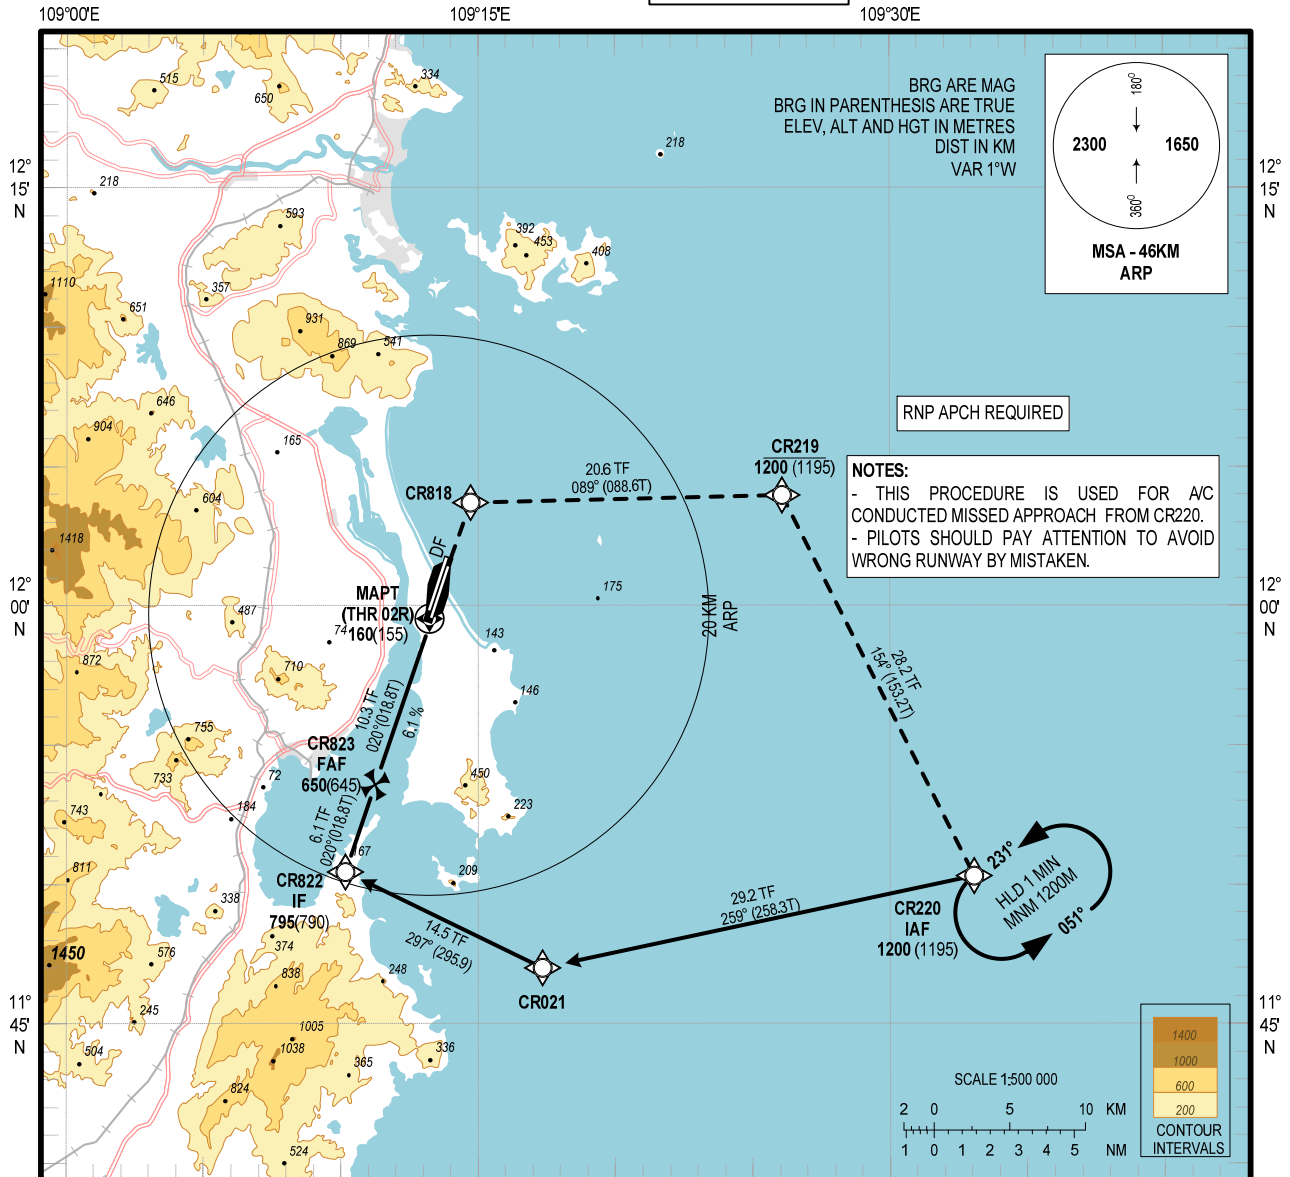 109°00'E
109°15'E
109°30'E
BRG ARE MAG
BRG IN PARENTHESIS ARE TRUE
ELEV, ALT AND HGT IN METRES
DIST IN KM
VAR 1°W
180°
2300
1650
360°
MSA - 46KM
ARP
12°
15'
N
12°
15'
N
515
650
334
218
218
593
392
453
408
357
1110
651
931
869
541
646
904
165
604
1418
RNP APCH REQUIRED
NOTES:
- THIS PROCEDURE IS USED FOR A/C
CONDUCTED MISSED APPROACH FROM CR220.
- PILOTS SHOULD PAY ATTENTION TO AVOID
WRONG RUNWAY BY MISTAKEN.
CR219
1200 (1195)
20.6 TF
089° (088.6T)
CR818
DF
MAPT
(THR 02R)
160(155)
12°
00'
N
12°
00'
N
487
74
175
20 KM
ARP
143
146
872
710
28.2 TF
154° (153.2T)
10.3 TF
020° (018.8T)
6.1 %
755
733
CR823
FAF
650(645)
72
184
743
450
223
6.1 TF
020°(018.8T)
167
811
338
209
CR822
IF
795(790)
374
14.5 TF
297° (295.9)
29.2 TF
259° (258.3T)
231°
HLD 1 MIN
MNM 1200M
051°
CR220
IAF
1200 (1195)
1450
576
838
248
CR021
11°
45'
N
11°
45'
N
245
504
1005
1038
365
336
824
524
SCALE 1:500 000
2 0 5 10 KM
1 0 1 2 3 4 5 NM
1400
1000
600
200
CONTOUR
INTERVALS